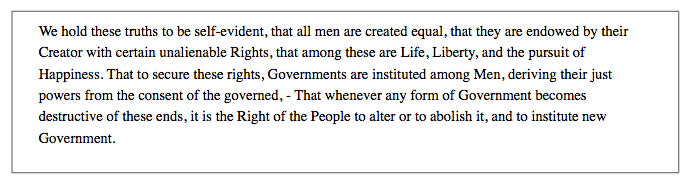 We hold these truths to be self-evident, that all men are created equal, that they are endowed by their
Creator with certain unalienable Rights, that among these are Life, Liberty, and the pursuit of
Happiness. That to secure these rights, Governments are instituted among Men, deriving their just
powers from the consent of the governed, - That whenever any form of Government becomes
destructive of these ends, it is the Right of the People to alter or to abolish it, and to institute new
Government.